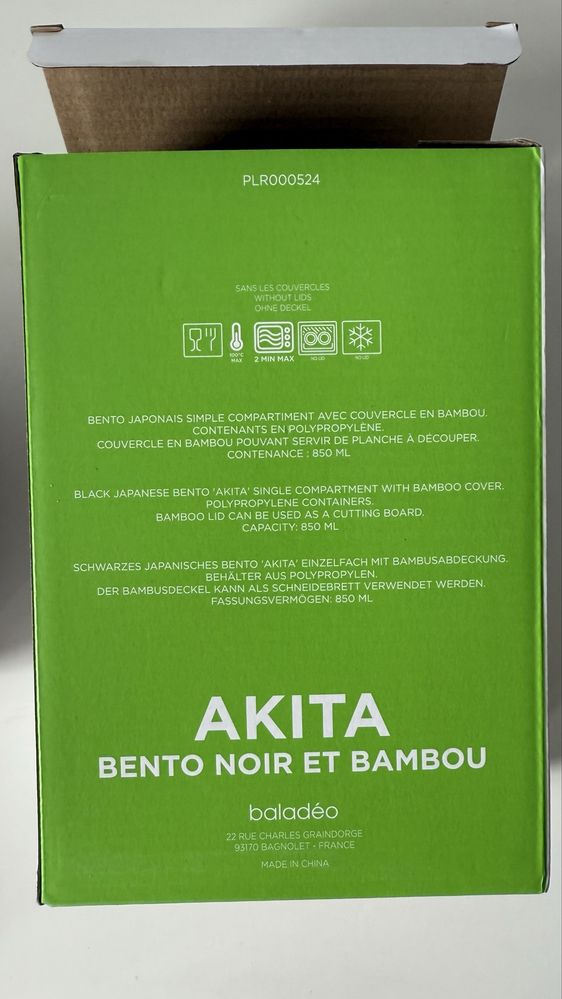 PLR000524
SANS LES COUVERCLES
WITHOUT LIDS
OHNE DECKEL
100°C
MAX
2 MIN MAX
NO LID
NO LID
BENTO JAPONAIS SIMPLE COMPARTIMENT AVEC COUVERCLE EN BAMBOU.
CONTENANTS EN POLYPROPYLÈNE.
COUVERCLE EN BAMBOU POUVANT SERVIR DE PLANCHE À DÉCOUPER.
CONTENANCE : 850 ML
BLACK JAPANESE BENTO 'AKITA' SINGLE COMPARTMENT WITH BAMBOO COVER.
POLYPROPYLENE CONTAINERS.
BAMBOO LID CAN BE USED AS A CUTTING BOARD.
CAPACITY: 850 ML
SCHWARZES JAPANISCHES BENTO 'AKITA' EINZELFACH MIT BAMBUSABDECKUNG.
BEHÄLTER AUS POLYPROPYLEN.
DER BAMBUSDECKEL KANN ALS SCHNEIDEBRETT VERWENDET WERDEN.
FASSUNGSVERMÖGEN: 850 ML
AKITA
BENTO NOIR ET BAMBOU
baladéo
22 RUE CHARLES GRAINDORGE
93170 BAGNOLET - FRANCE
MADE IN CHINA